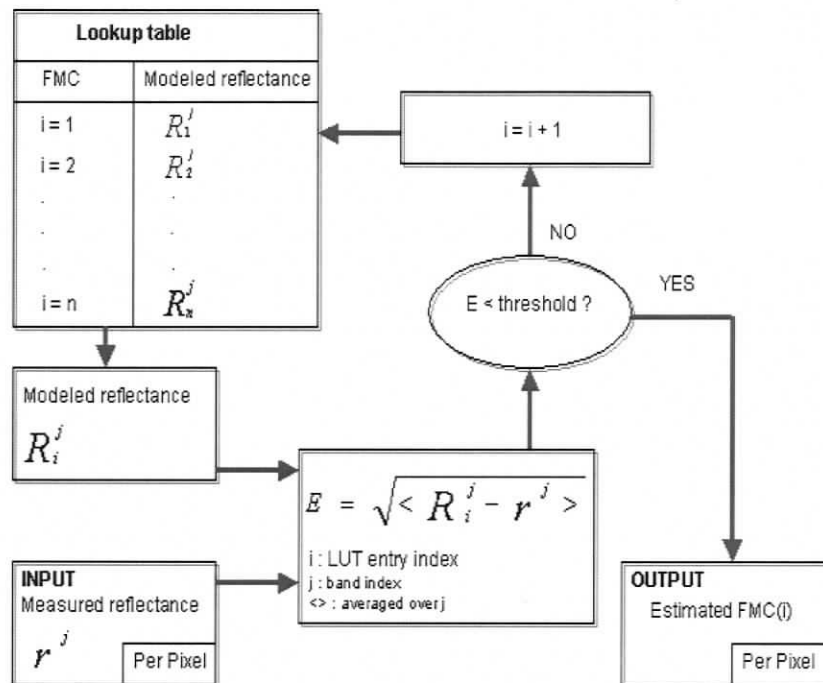 Lookup table
FMC Modeled reflectance
i = 1 R₁ʲ
i = 2 R₂ʲ
. .
. .
. .
i = n Rₙʲ
i = i + 1
NO
E < threshold ?
YES
Modeled reflectance
Rᵢʲ
E = √< Rᵢʲ - rʲ >
i : LUT entry index
j : band index
<> : averaged over j
INPUT
Measured reflectance
rʲ
Per Pixel
OUTPUT
Estimated FMC(i)
Per Pixel